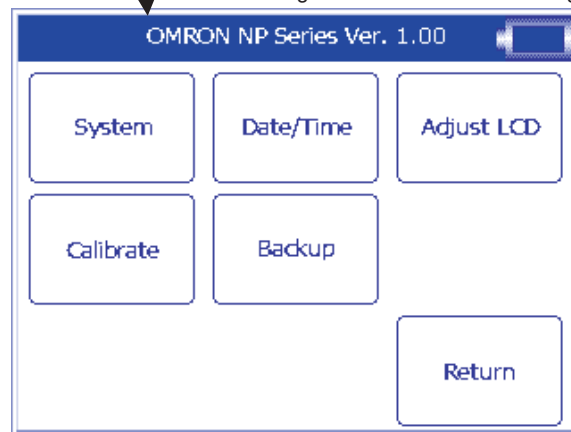 OMRON NP Series Ver. 1.00
System Date/Time Adjust LCD
Calibrate Backup
Return